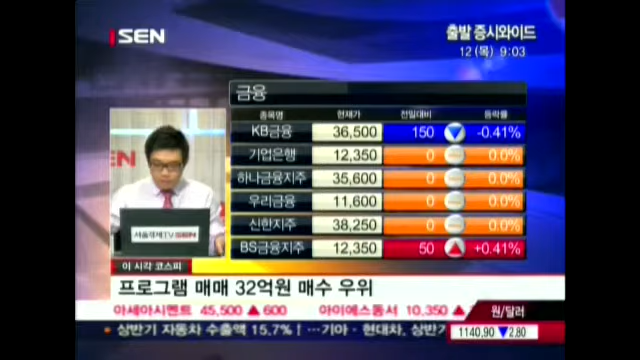 SEN
출발 증시와이드
12 (목) 9:03
금융
종목명 현재가 전일대비 등락률
KB금융 36,500 150 ▼ -0.41%
기업은행 12,350 0 0.0%
하나금융지주 35,600 0 0.0%
우리금융 11,600 0 0.0%
신한지주 38,250 0 0.0%
BS금융지주 12,350 50 ▲ +0.41%
EN
서울경제TV SEN
이 시각 코스피
프로그램 매매 32억원 매수 우위
아세아시멘트 45,500 ▲ 600 아이에스동서 10,350 ▲
원/달러
상반기 자동차 수출액 15.7% ↑ …기아 · 현대차, 상반기
1140.90 ▼ 2.80